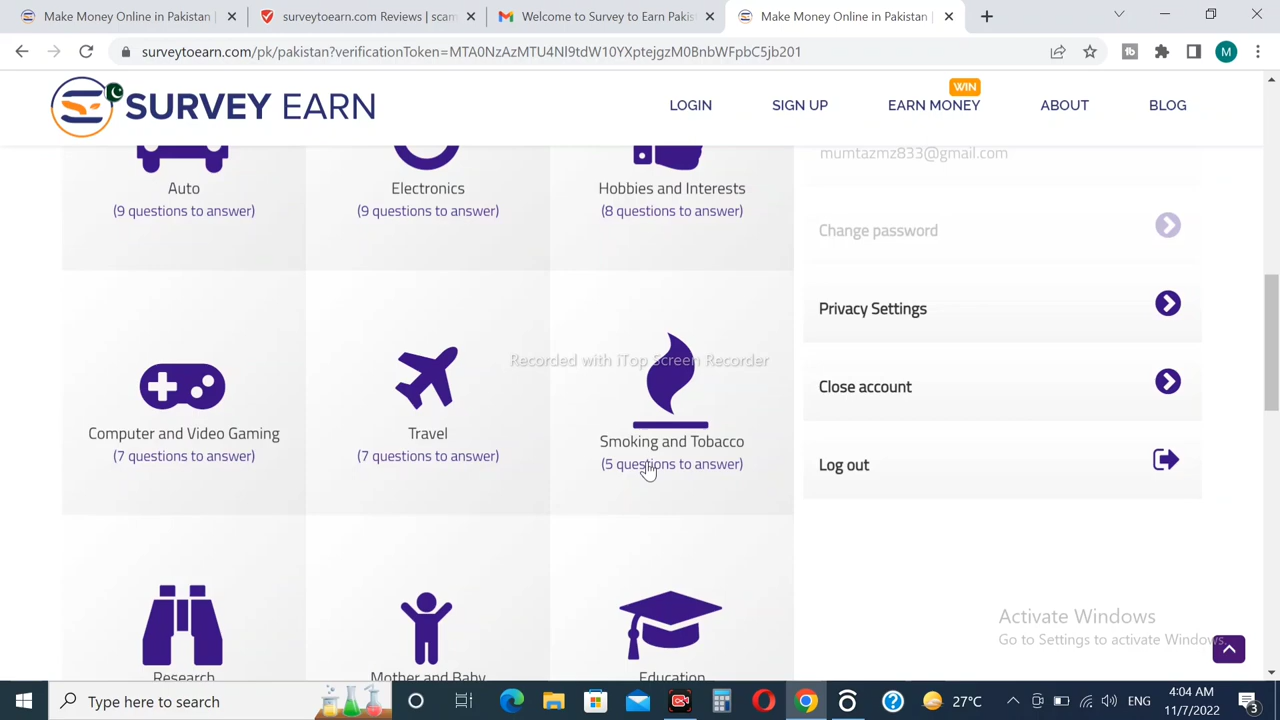 Make Money Online in Pakistan |
surveytoearn.com Reviews | scam
Welcome to Survey to Earn Pakis
Make Money Online in Pakistan |
surveytoearn.com/pk/pakistan?verificationToken=MTA0NzAzMTU4Nl9tdW10YXptejgzM0BnbWFpbC5jb201
M
SURVEY EARN
LOGIN
SIGN UP
WIN
EARN MONEY
ABOUT
BLOG
mumtazmz833@gmail.com
Auto
(9 questions to answer)
Electronics
(9 questions to answer)
Hobbies and Interests
(8 questions to answer)
Change password
Privacy Settings
Recorded with iTop Screen Recorder
Close account
Computer and Video Gaming
(7 questions to answer)
Travel
(7 questions to answer)
Smoking and Tobacco
(5 questions to answer)
Log out
Activate Windows
Go to Settings to activate Windows.
Research
Mother and Baby
Education
Type here to search
27°C
ENG
4:04 AM
11/7/2022
3